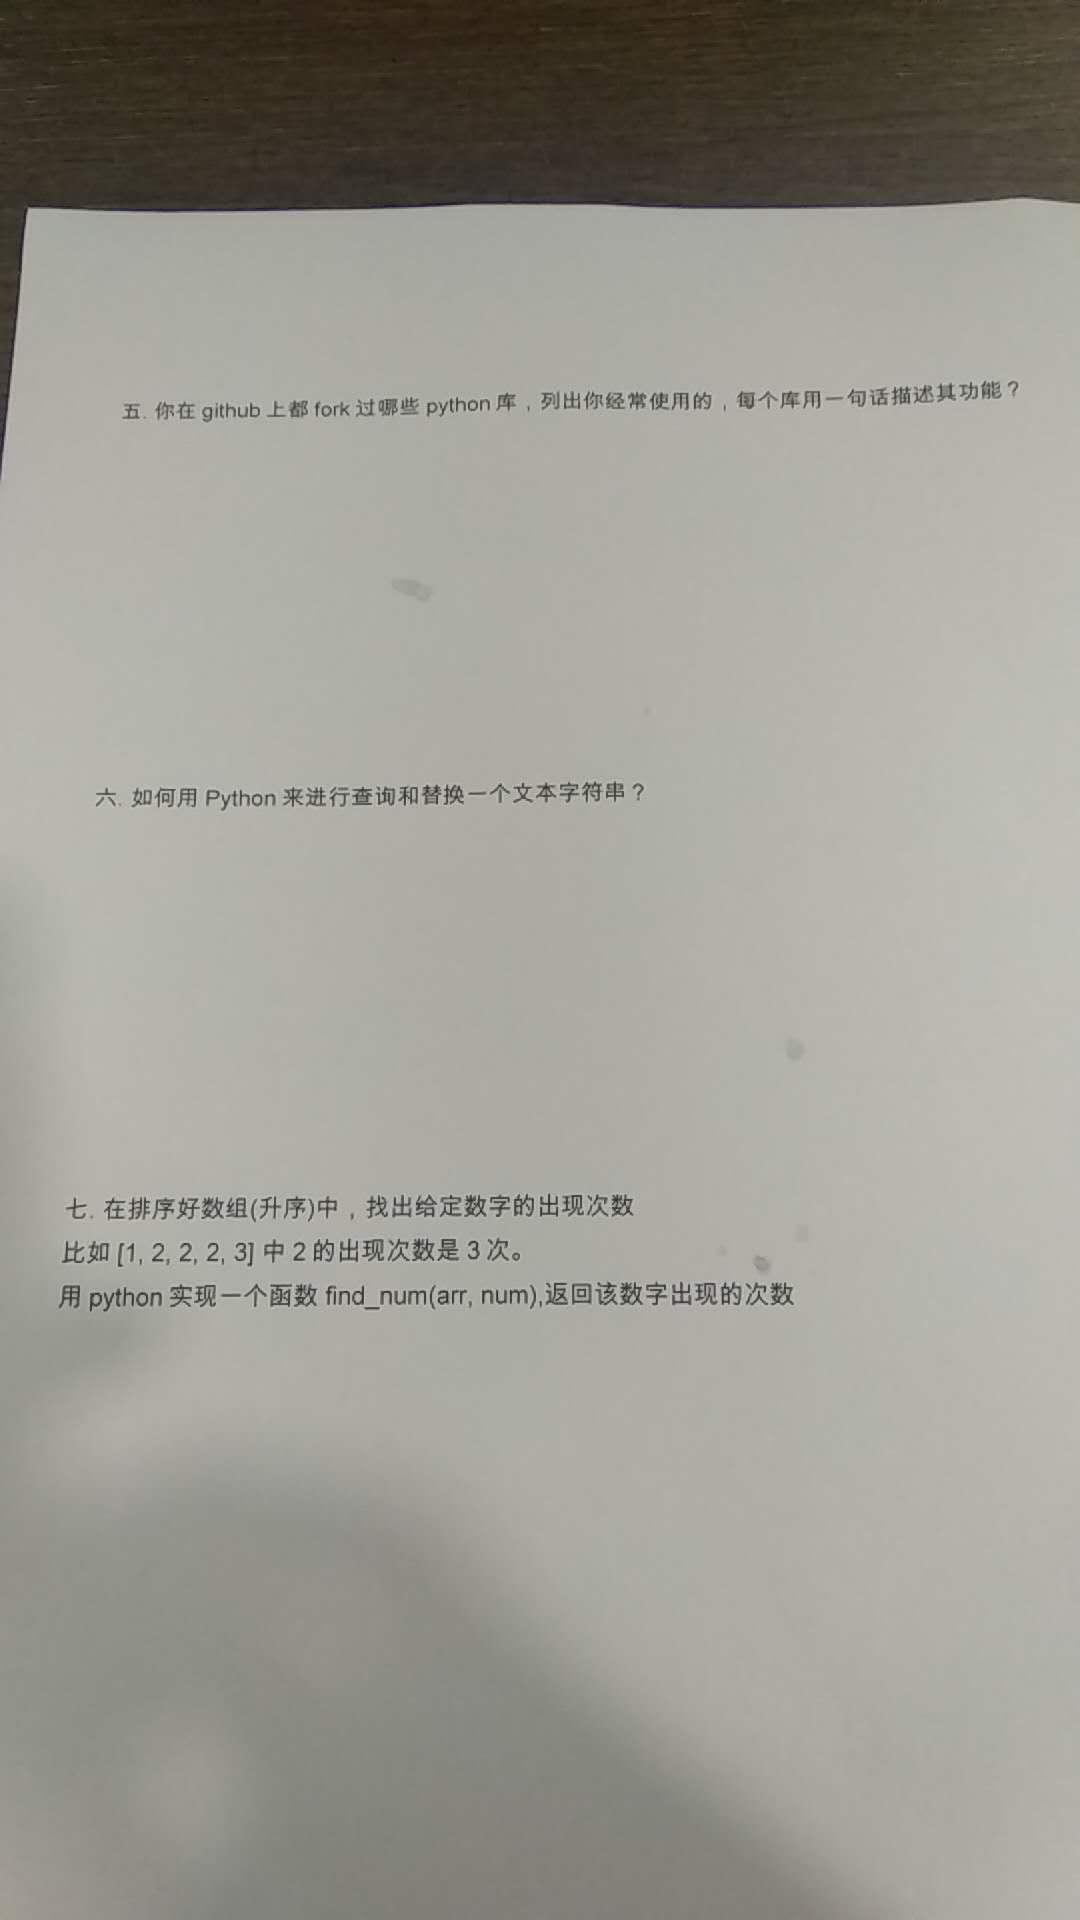 五. 你在 github 上都 fork 过哪些 python 库，列出你经常使用的，每个库用一句话描述其功能？
六. 如何用 Python 来进行查询和替换一个文本字符串？
七. 在排序好数组(升序)中，找出给定数字的出现次数
比如 [1, 2, 2, 2, 3] 中 2 的出现次数是 3 次。
用 python 实现一个函数 find_num(arr, num),返回该数字出现的次数